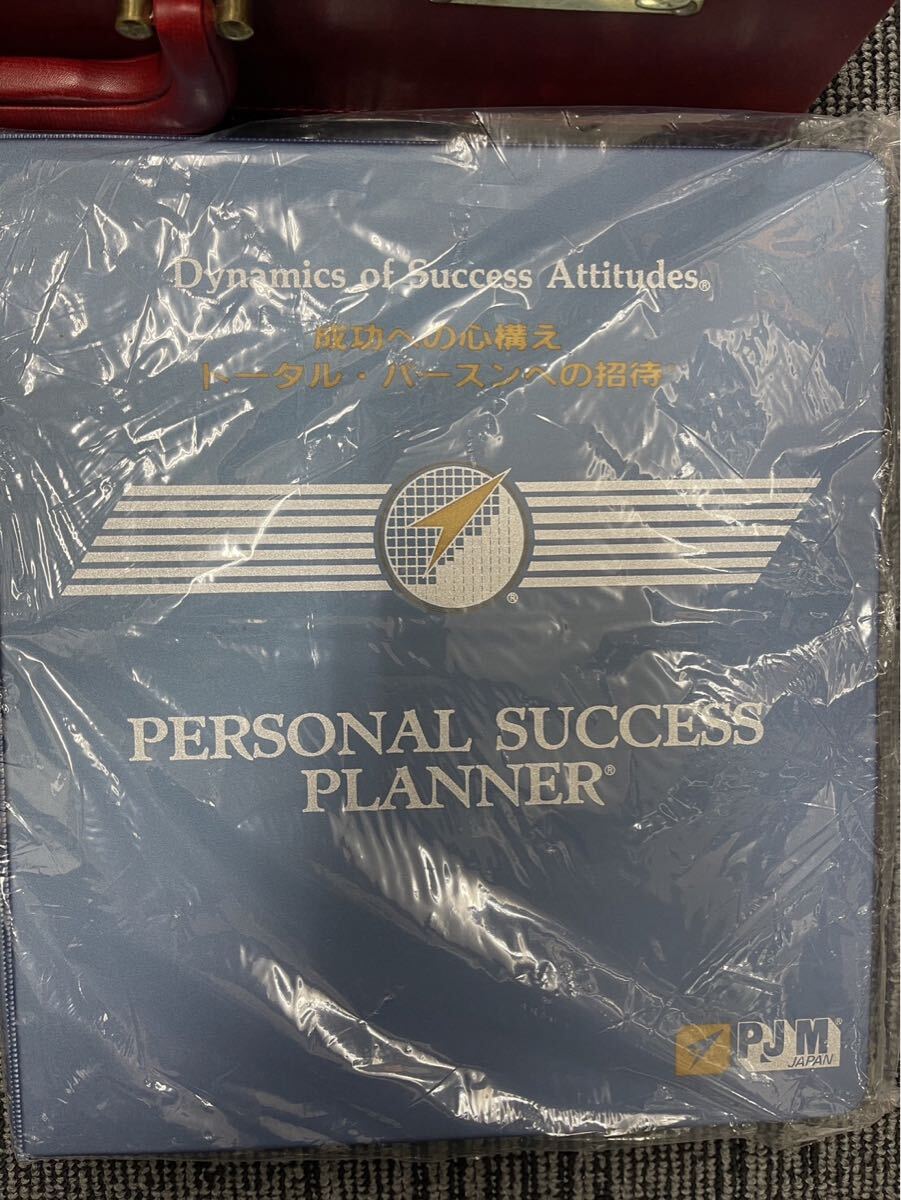 Dynamics of Success Attitudes®
成功への心構え
トータル・パースンへの招待
®
PERSONAL SUCCESS
PLANNER®
PJM®
JAPAN